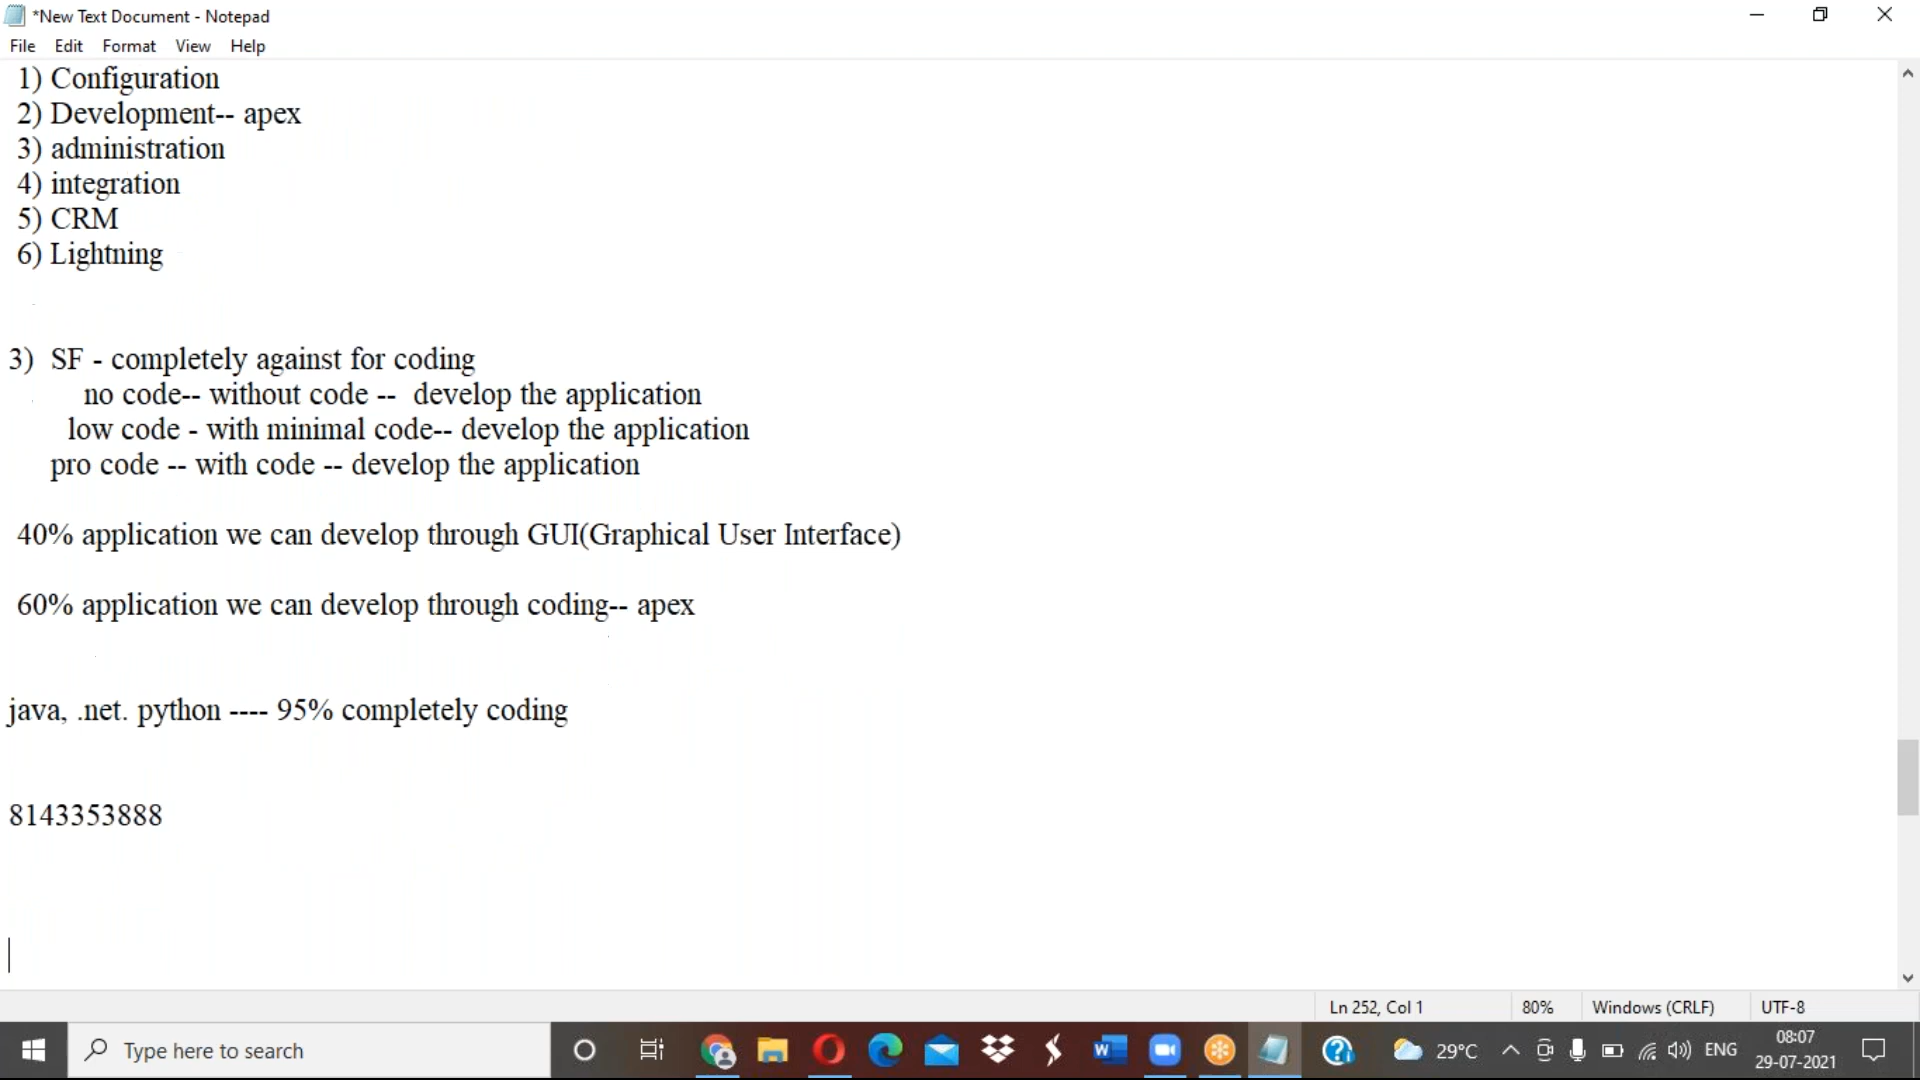 *New Text Document - Notepad
File Edit Format View Help
1) Configuration
2) Development-- apex
3) administration
4) integration
5) CRM
6) Lightning
3) SF - completely against for coding
no code-- without code -- develop the application
low code - with minimal code-- develop the application
pro code -- with code -- develop the application
40% application we can develop through GUI(Graphical User Interface)
60% application we can develop through coding-- apex
java, .net. python ---- 95% completely coding
8143353888
Ln 252, Col 1 80% Windows (CRLF) UTF-8
Type here to search 29°C ENG 08:07
29-07-2021